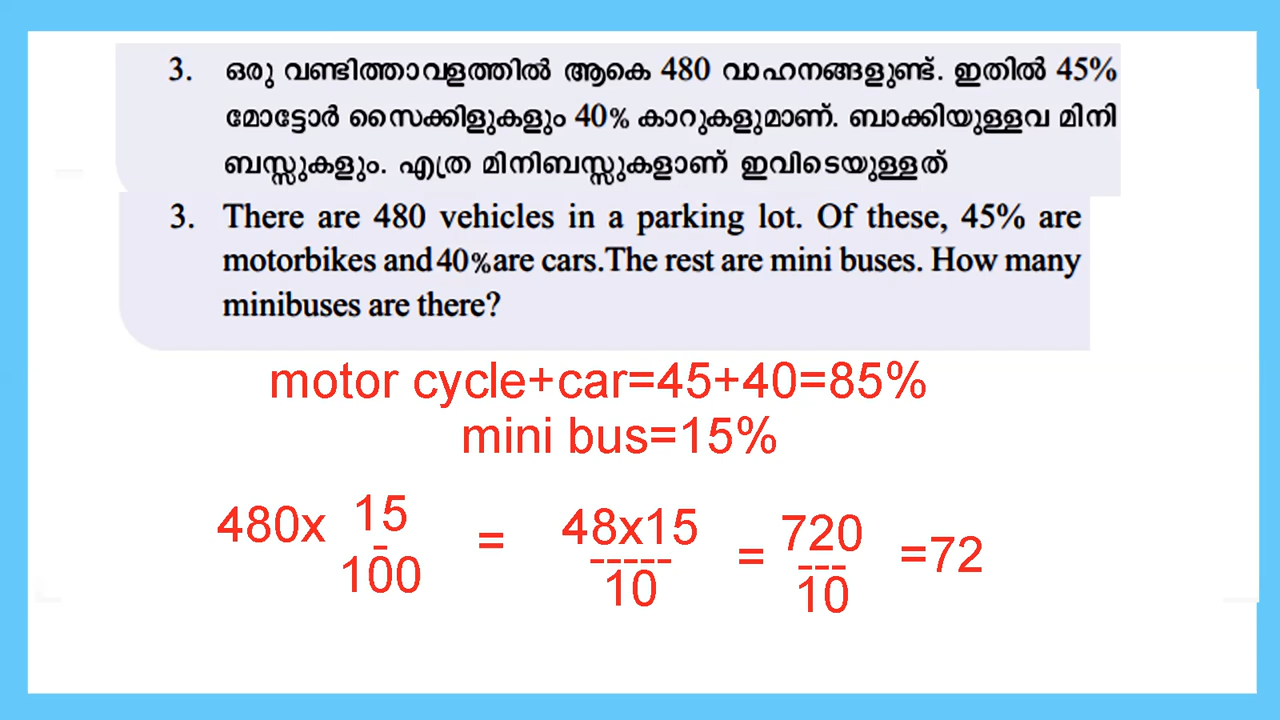 3. ഒരു വണ്ടിത്താവളത്തിൽ ആകെ 480 വാഹനങ്ങളുണ്ട്. ഇതിൽ 45%
മോട്ടോർ സൈക്കിളുകളും 40% കാറുകളുമാണ്. ബാക്കിയുള്ളവ മിനി
ബസ്സുകളും. എത്ര മിനിബസ്സുകളാണ് ഇവിടെയുള്ളത്
3. There are 480 vehicles in a parking lot. Of these, 45% are
motorbikes and 40% are cars.The rest are mini buses. How many
minibuses are there?
motor cycle+car=45+40=85%
mini bus=15%
480x 15 = 48x15 = 720 =72
- ----- ---
100 10 10